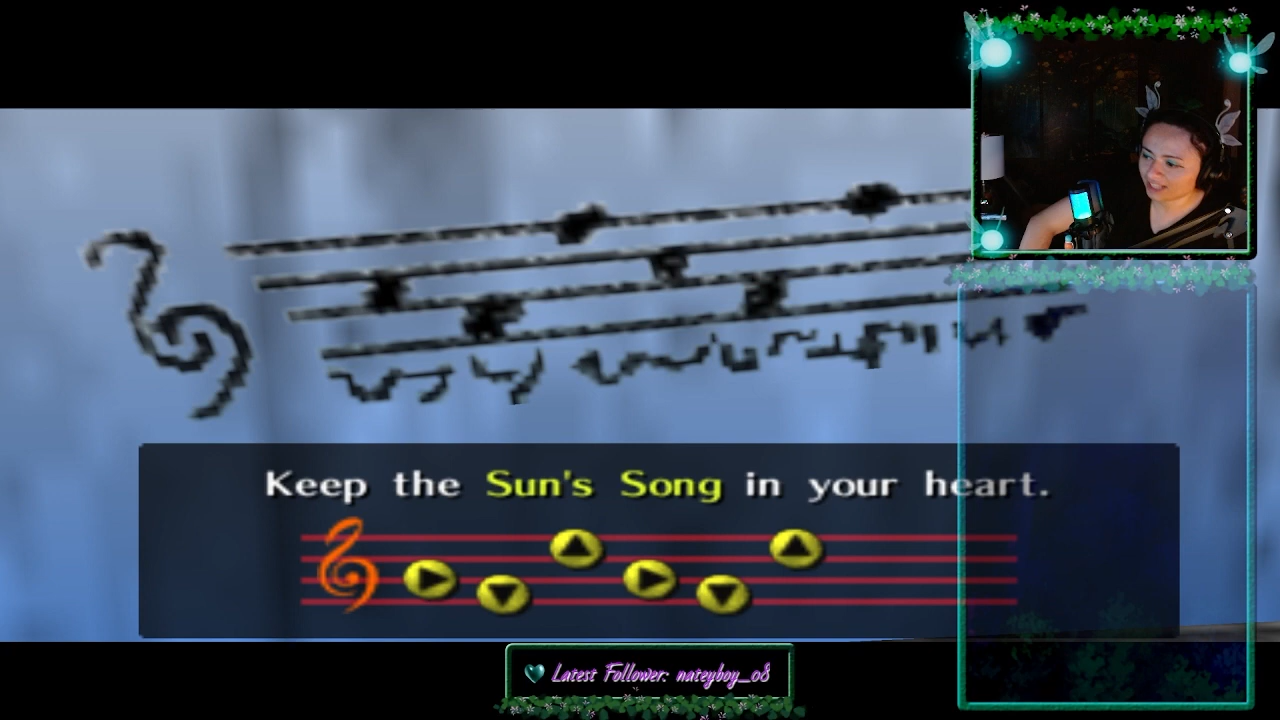 Keep the Sun's Song in your heart.
Latest Follower: nateyboy_08